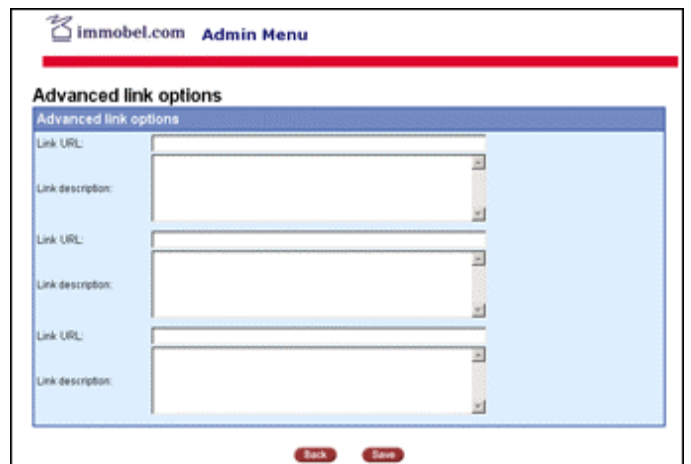 immobel.com Admin Menu
Advanced link options
Advanced link options
Link URL:
Link description:
Link URL:
Link description:
Link URL:
Link description:
Back Save